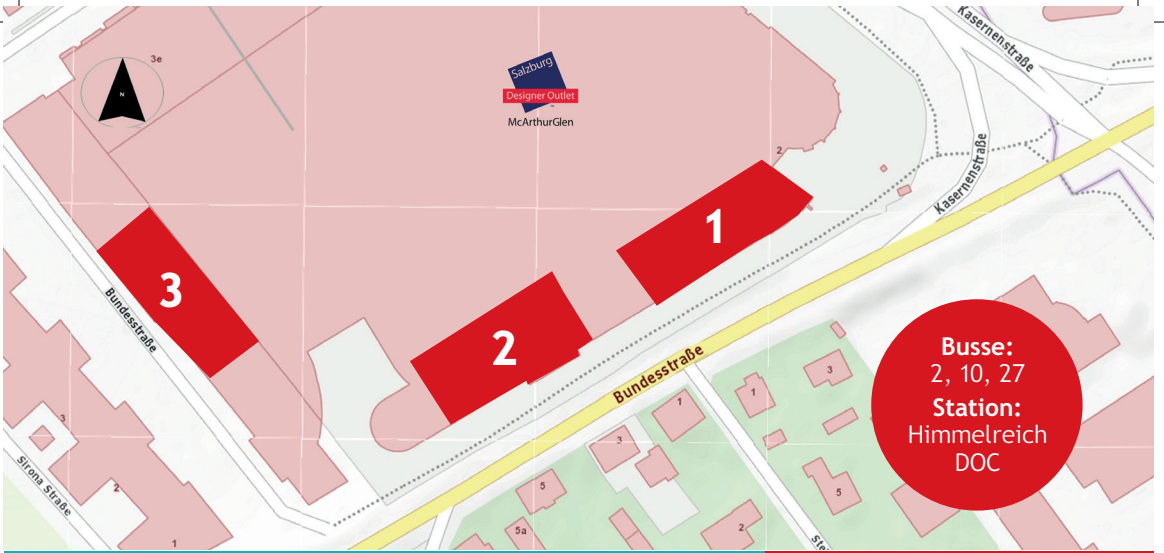 Kasernenstraße
3e
N
Salzburg
Designer Outlet
McArthurGlen
2
Kasernenstraße
1
3
Bundesstraße
2
Bundesstraße
Busse:
2, 10, 27
Station:
Himmelreich
DOC
3
1
1
3
3
Sirona Straße
2
5
5
5a
2
1